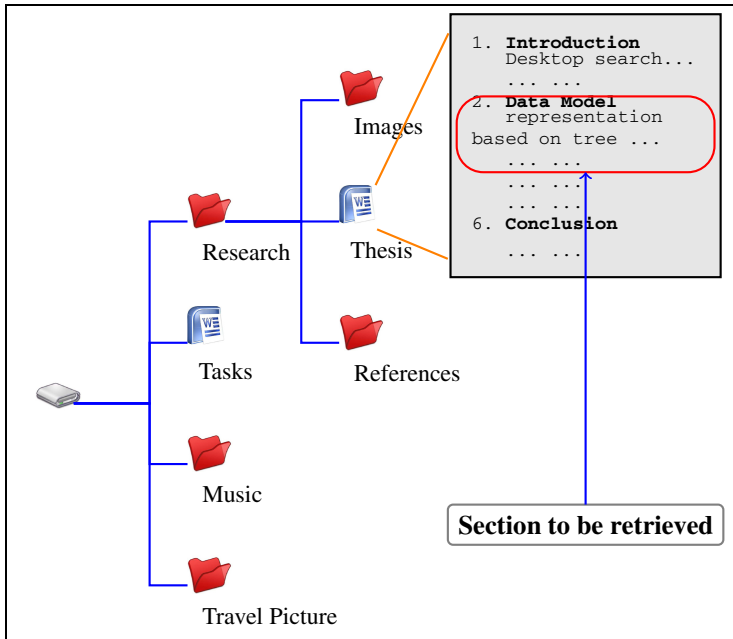 1. Introduction
Desktop search...
... ...
2. Data Model
representation
based on tree ...
... ...
... ...
... ...
6. Conclusion
... ...
Images
Research
Thesis
Tasks
References
Music
Section to be retrieved
Travel Picture